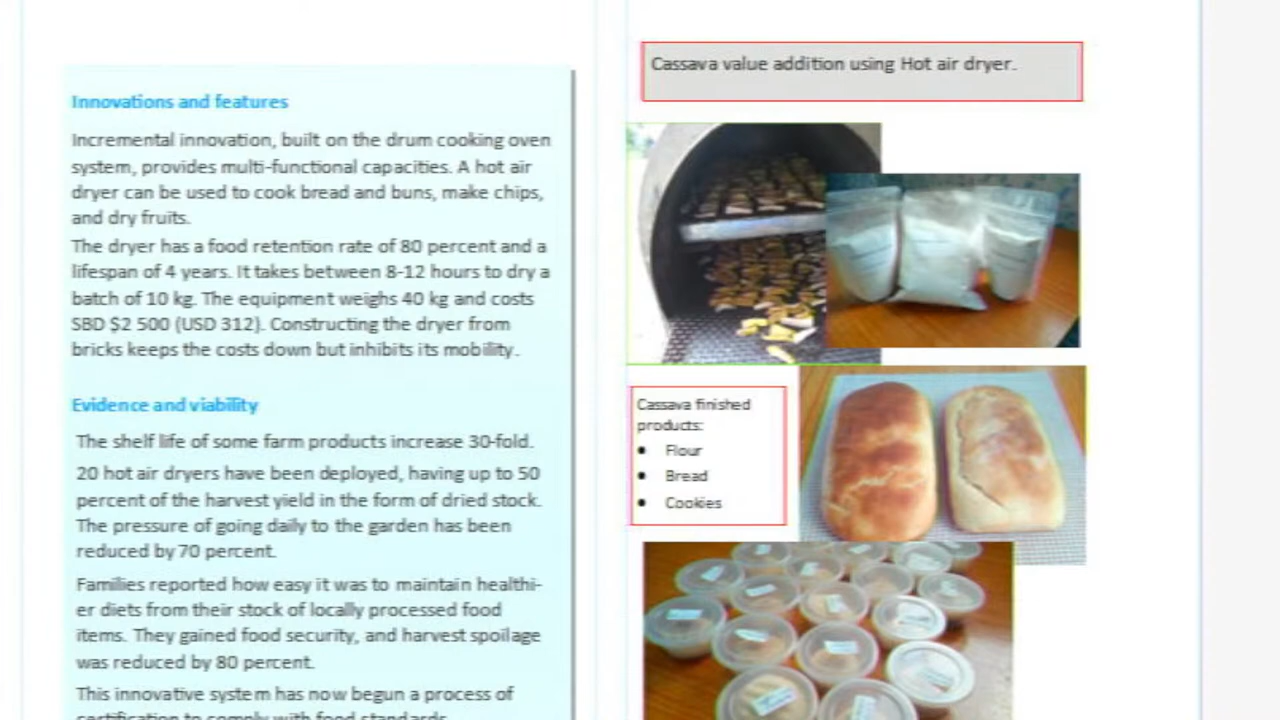 Innovations and features
Incremental innovation, built on the drum cooking oven
system, provides multi-functional capacities. A hot air
dryer can be used to cook bread and buns, make chips,
and dry fruits.
The dryer has a food retention rate of 80 percent and a
lifespan of 4 years. It takes between 8-12 hours to dry a
batch of 10 kg. The equipment weighs 40 kg and costs
SBD $2 500 (USD 312). Constructing the dryer from
bricks keeps the costs down but inhibits its mobility.
Evidence and viability
The shelf life of some farm products increase 30-fold.
20 hot air dryers have been deployed, having up to 50
percent of the harvest yield in the form of dried stock.
The pressure of going daily to the garden has been
reduced by 70 percent.
Families reported how easy it was to maintain healthi-
er diets from their stock of locally processed food
items. They gained food security, and harvest spoilage
was reduced by 80 percent.
This innovative system has now begun a process of
certification to comply with food standards
Cassava value addition using Hot air dryer.
Cassava finished
products:
• Flour
• Bread
• Cookies